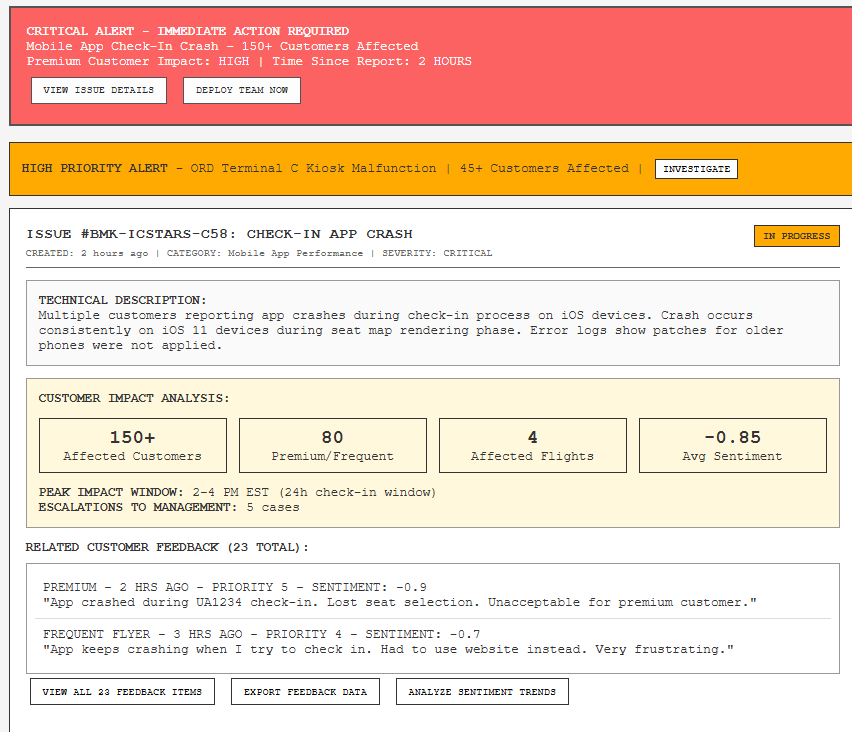 CRITICAL ALERT - IMMEDIATE ACTION REQUIRED
Mobile App Check-In Crash - 150+ Customers Affected
Premium Customer Impact: HIGH | Time Since Report: 2 HOURS
VIEW ISSUE DETAILS
DEPLOY TEAM NOW
HIGH PRIORITY ALERT - ORD Terminal C Kiosk Malfunction | 45+ Customers Affected |
INVESTIGATE
ISSUE #BMK-ICSTARS-C58: CHECK-IN APP CRASH
IN PROGRESS
CREATED: 2 hours ago | CATEGORY: Mobile App Performance | SEVERITY: CRITICAL
TECHNICAL DESCRIPTION:
Multiple customers reporting app crashes during check-in process on iOS devices. Crash occurs
consistently on iOS 11 devices during seat map rendering phase. Error logs show patches for older
phones were not applied.
CUSTOMER IMPACT ANALYSIS:
150+
Affected Customers
80
Premium/Frequent
4
Affected Flights
-0.85
Avg Sentiment
PEAK IMPACT WINDOW: 2-4 PM EST (24h check-in window)
ESCALATIONS TO MANAGEMENT: 5 cases
RELATED CUSTOMER FEEDBACK (23 TOTAL):
PREMIUM - 2 HRS AGO - PRIORITY 5 - SENTIMENT: -0.9
"App crashed during UA1234 check-in. Lost seat selection. Unacceptable for premium customer."
FREQUENT FLYER - 3 HRS AGO - PRIORITY 4 - SENTIMENT: -0.7
"App keeps crashing when I try to check in. Had to use website instead. Very frustrating."
VIEW ALL 23 FEEDBACK ITEMS
EXPORT FEEDBACK DATA
ANALYZE SENTIMENT TRENDS